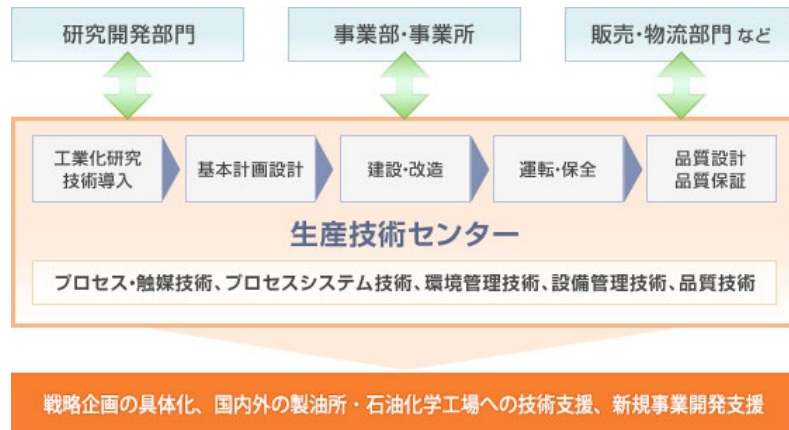 研究開発部門
事業部・事業所
販売・物流部門 など
工業化研究
技術導入
基本計画設計
建設・改造
運転・保全
品質設計
品質保証
生産技術センター
プロセス・触媒技術、プロセスシステム技術、環境管理技術、設備管理技術、品質技術
戦略企画の具体化、国内外の製油所・石油化学工場への技術支援、新規事業開発支援